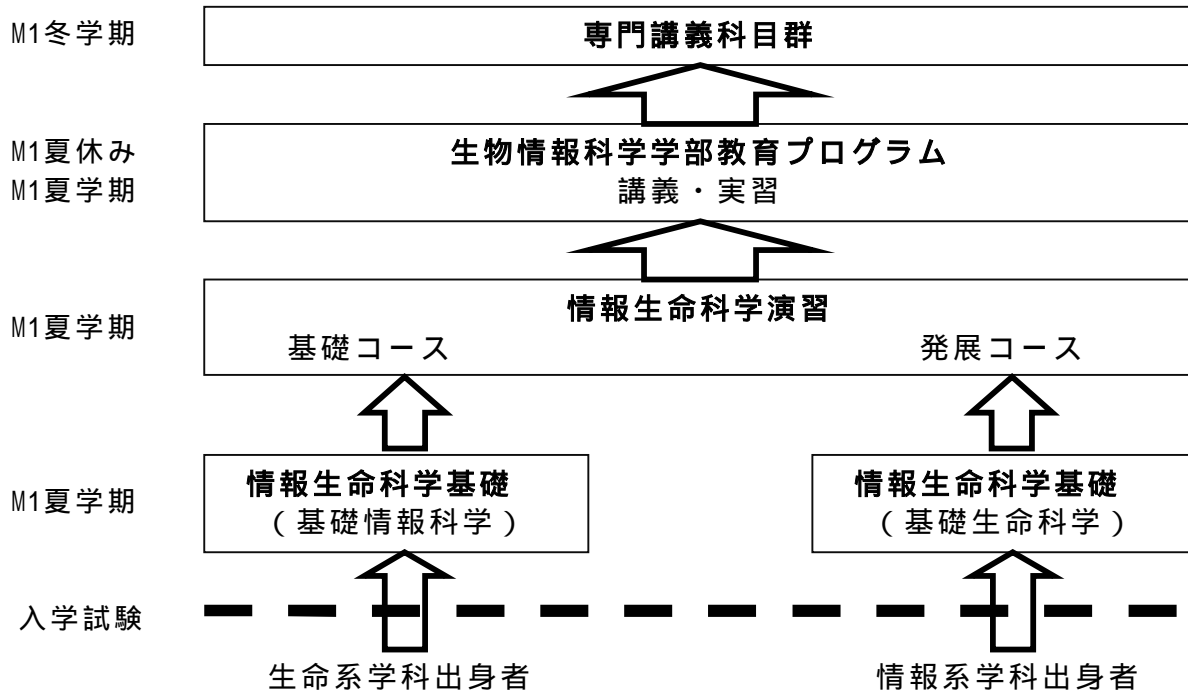 M1冬学期
専門講義科目群
M1夏休み
M1夏学期
生物情報科学学部教育プログラム
講義・実習
M1夏学期
情報生命科学演習
基礎コース
発展コース
M1夏学期
情報生命科学基礎
(基礎情報科学)
情報生命科学基礎
(基礎生命科学)
入学試験
生命系学科出身者
情報系学科出身者